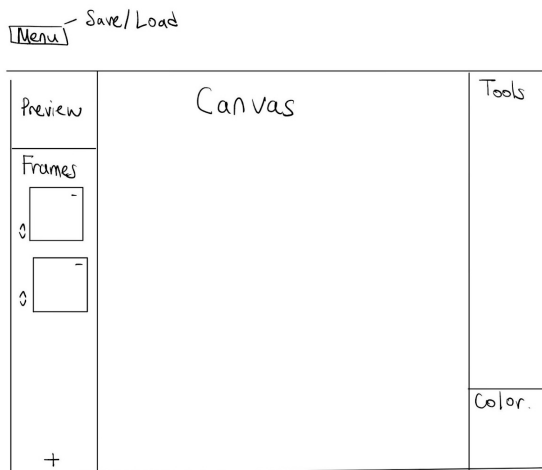 Save/Load
Menu
Preview
Canvas
Tools
Frames
-
-
Color.
+